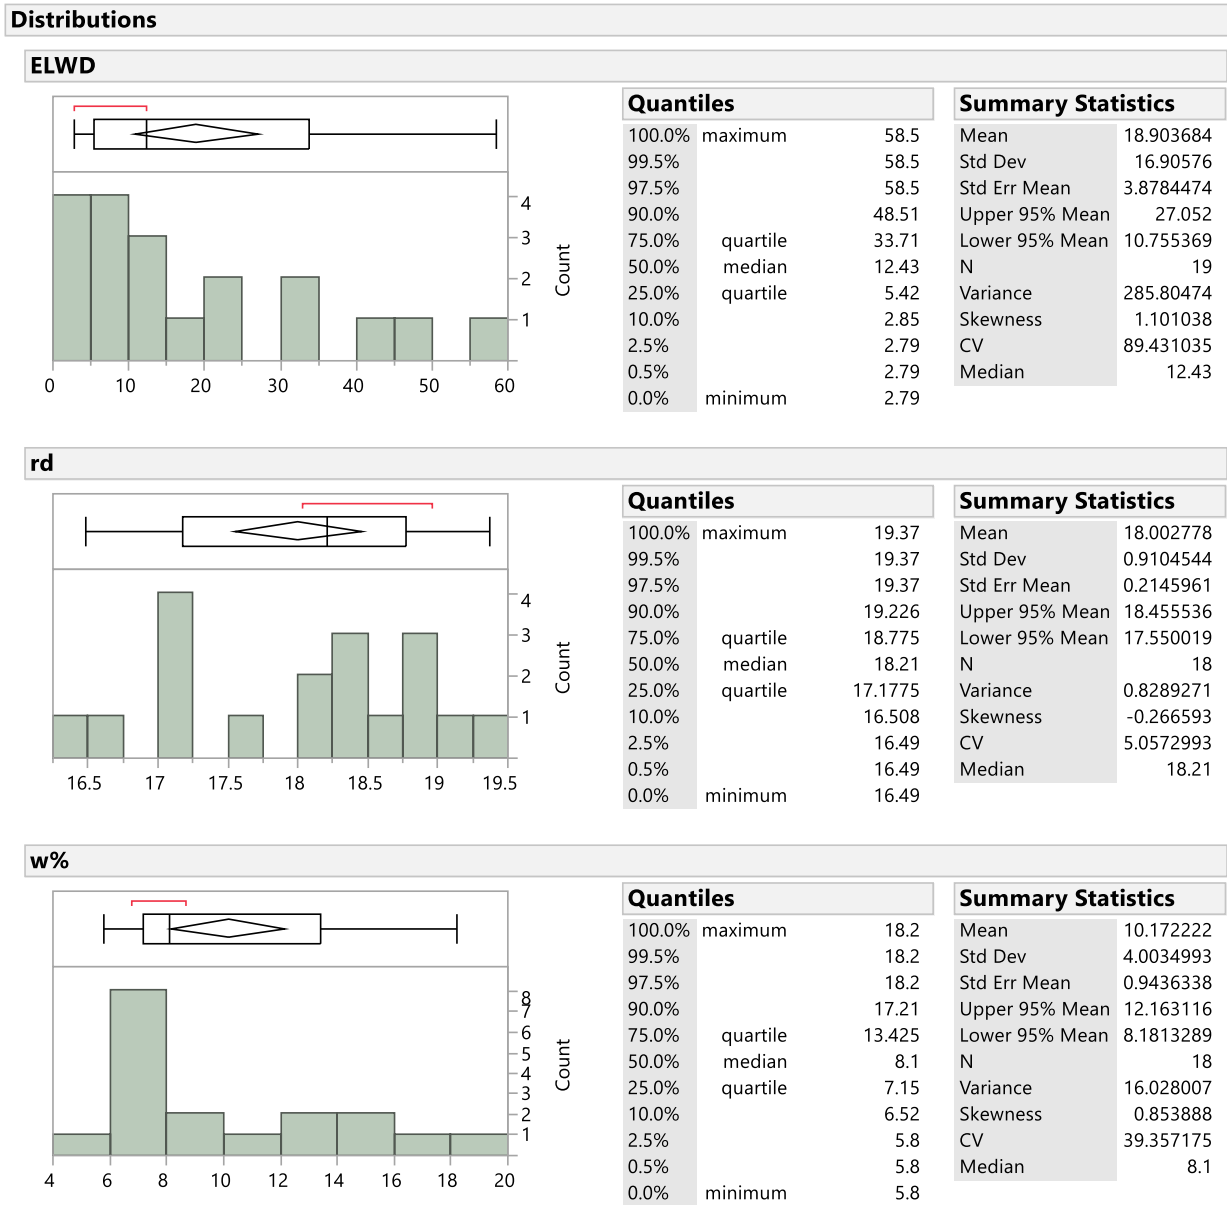 Distributions
ELWD
4
3
2
1
Count
0 10 20 30 40 50 60
Quantiles
100.0% maximum 58.5
99.5% 58.5
97.5% 58.5
90.0% 48.51
75.0% quartile 33.71
50.0% median 12.43
25.0% quartile 5.42
10.0% 2.85
2.5% 2.79
0.5% 2.79
0.0% minimum 2.79
Summary Statistics
Mean 18.903684
Std Dev 16.90576
Std Err Mean 3.8784474
Upper 95% Mean 27.052
Lower 95% Mean 10.755369
N 19
Variance 285.80474
Skewness 1.101038
CV 89.431035
Median 12.43
rd
4
3
2
1
Count
16.5 17 17.5 18 18.5 19 19.5
Quantiles
100.0% maximum 19.37
99.5% 19.37
97.5% 19.37
90.0% 19.226
75.0% quartile 18.775
50.0% median 18.21
25.0% quartile 17.1775
10.0% 16.508
2.5% 16.49
0.5% 16.49
0.0% minimum 16.49
Summary Statistics
Mean 18.002778
Std Dev 0.9104544
Std Err Mean 0.2145961
Upper 95% Mean 18.455536
Lower 95% Mean 17.550019
N 18
Variance 0.8289271
Skewness -0.266593
CV 5.0572993
Median 18.21
w%
8
7
6
5
4
3
2
1
Count
4 6 8 10 12 14 16 18 20
Quantiles
100.0% maximum 18.2
99.5% 18.2
97.5% 18.2
90.0% 17.21
75.0% quartile 13.425
50.0% median 8.1
25.0% quartile 7.15
10.0% 6.52
2.5% 5.8
0.5% 5.8
0.0% minimum 5.8
Summary Statistics
Mean 10.172222
Std Dev 4.0034993
Std Err Mean 0.9436338
Upper 95% Mean 12.163116
Lower 95% Mean 8.1813289
N 18
Variance 16.028007
Skewness 0.853888
CV 39.357175
Median 8.1